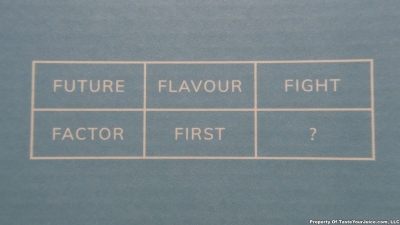 FUTURE FLAVOUR FIGHT
FACTOR FIRST ?
Property Of TasteYourJuice.com, LLC